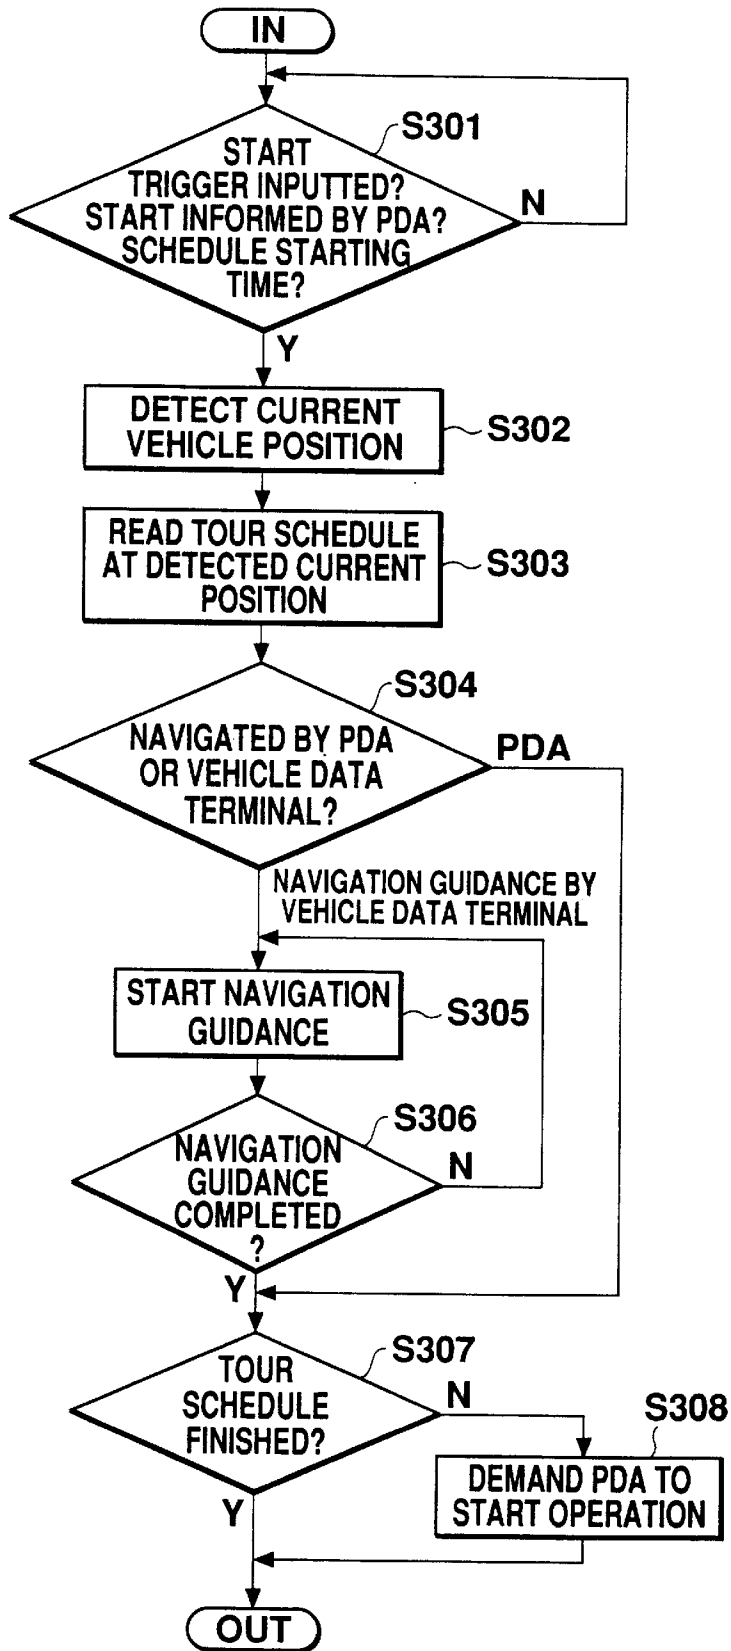 IN
S301
START
TRIGGER INPUTTED?
START INFORMED BY PDA?
SCHEDULE STARTING
TIME?
N
Y
DETECT CURRENT
VEHICLE POSITION
S302
READ TOUR SCHEDULE
AT DETECTED CURRENT
POSITION
S303
S304
NAVIGATED BY PDA
OR VEHICLE DATA
TERMINAL?
PDA
NAVIGATION GUIDANCE BY
VEHICLE DATA TERMINAL
START NAVIGATION
GUIDANCE
S305
S306
NAVIGATION
GUIDANCE
COMPLETED
?
N
Y
S307
TOUR
SCHEDULE
FINISHED?
N
S308
DEMAND PDA TO
START OPERATION
Y
OUT